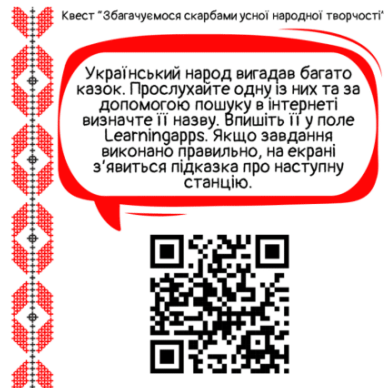 Квест "Збагачуємося скарбами усної народної творчості"
Український народ вигадав багато
казок. Прослухайте одну із них та за
допомогою пошуку в інтернеті
визначте її назву. Впишіть її у поле
Learningapps. Якщо завдання
виконано правильно, на екрані
з'явиться підказка про наступну
станцію.